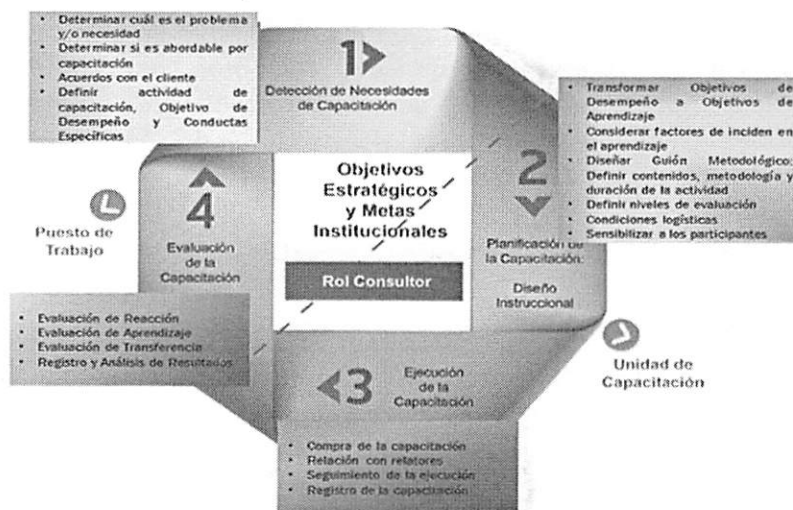 • Determinar cuál es el problema
y/o necesidad
• Determinar si es abordable por
capacitación
• Acuerdos con el cliente
• Definir actividad de
capacitación, Objetivo de
Desempeño y Conductas
Específicas
1
Detección de Necesidades
de Capacitación
• Transformar Objetivos de
Desempeño a Objetivos de
Aprendizaje
• Considerar factores de inciden en
el aprendizaje
• Diseñar Guión Metodológico:
Definir contenidos, metodología y
duración de la actividad
• Definir niveles de evaluación
• Condiciones logísticas
• Sensibilizar a los participantes
2
Planificación de
la Capacitación:
Diseño
Instruccional
Objetivos
Estratégicos
y Metas
Institucionales
Rol Consultor
4
Evaluación
de la
Capacitación
Puesto de
Trabajo
• Evaluación de Reacción
• Evaluación de Aprendizaje
• Evaluación de Transferencia
• Registro y Análisis de Resultados
3
Ejecución
de la
Capacitación
Unidad de
Capacitación
• Compra de la capacitación
• Relación con relatores
• Seguimiento de la ejecución
• Registro de la capacitación